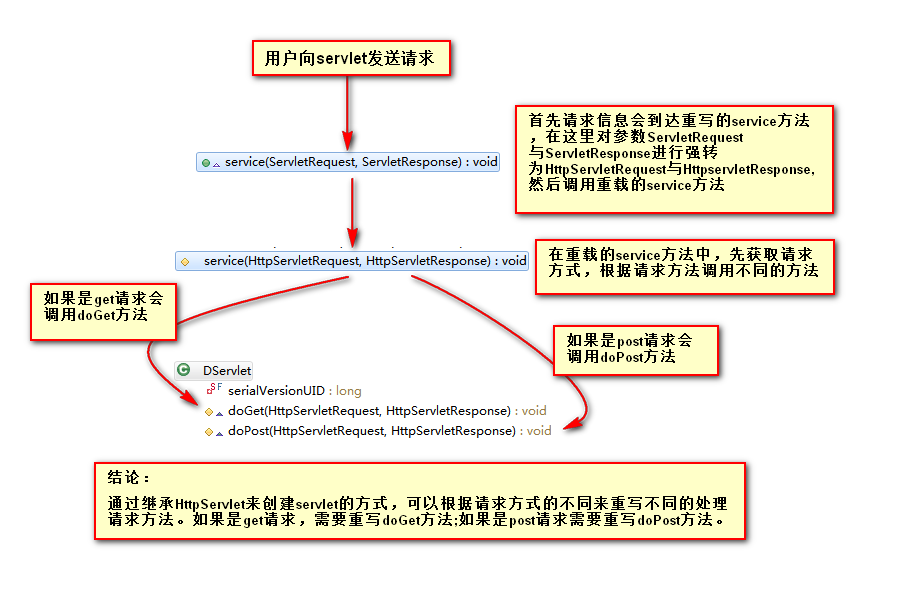 用户向servlet发送请求
首先请求信息会到达重写的service方法
，在这里对参数ServletRequest
与ServletResponse进行强转
为HttpServletRequest与HttpservletResponse,
然后调用重载的service方法
service(ServletRequest, ServletResponse) : void
在重载的service方法中，先获取请求
方式，根据请求方法调用不同的方法
service(HttpServletRequest, HttpServletResponse) : void
如果是get请求会
调用doGet方法
如果是post请求会
调用doPost方法
C DServlet
SF serialVersionUID : long
doGet(HttpServletRequest, HttpServletResponse) : void
doPost(HttpServletRequest, HttpServletResponse) : void
结论：
通过继承HttpServlet来创建servlet的方式，可以根据请求方式的不同来重写不同的处理
请求方法。如果是get请求，需要重写doGet方法;如果是post请求需要重写doPost方法。